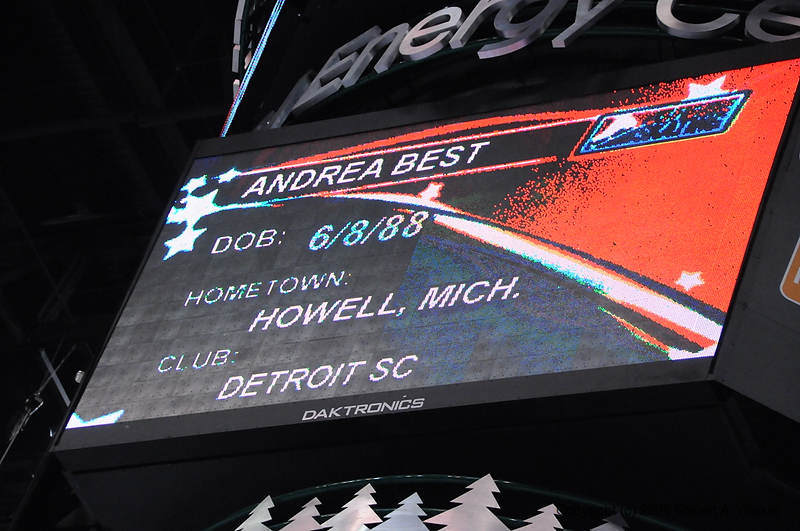 Energy Ce
ANDREA BEST
DOB: 6/8/88
HOMETOWN:
HOWELL, MICH.
CLUB:
DETROIT SC
DAKTRONICS